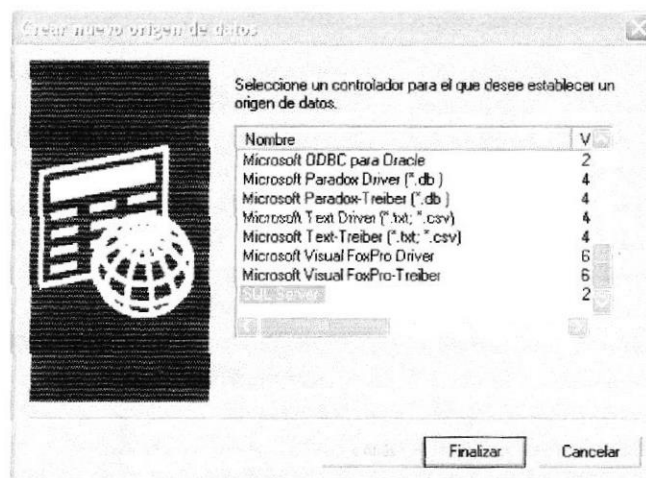 Crear nuevo origen de datos
Seleccione un controlador para el que desee establecer un
origen de datos.
Nombre V
Microsoft ODBC para Oracle 2
Microsoft Paradox Driver (*.db ) 4
Microsoft Paradox-Treiber (*.db ) 4
Microsoft Text Driver (*.txt; *.csv) 4
Microsoft Text-Treiber (*.txt; *.csv) 4
Microsoft Visual FoxPro Driver 6
Microsoft Visual FoxPro-Treiber 6
SQL Server 2
Finalizar Cancelar